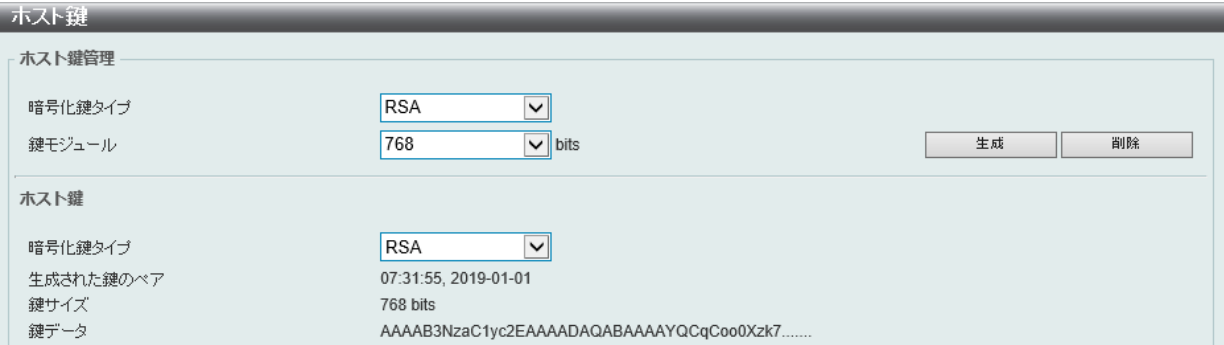 ホスト鍵
ホスト鍵管理
暗号化鍵タイプ RSA
鍵モジュール 768 bits 生成 削除
ホスト鍵
暗号化鍵タイプ RSA
生成された鍵のペア 07:31:55, 2019-01-01
鍵サイズ 768 bits
鍵データ AAAAB3NzaC1yc2EAAAADAQABAAAAYQCqCoo0Xzk7.......